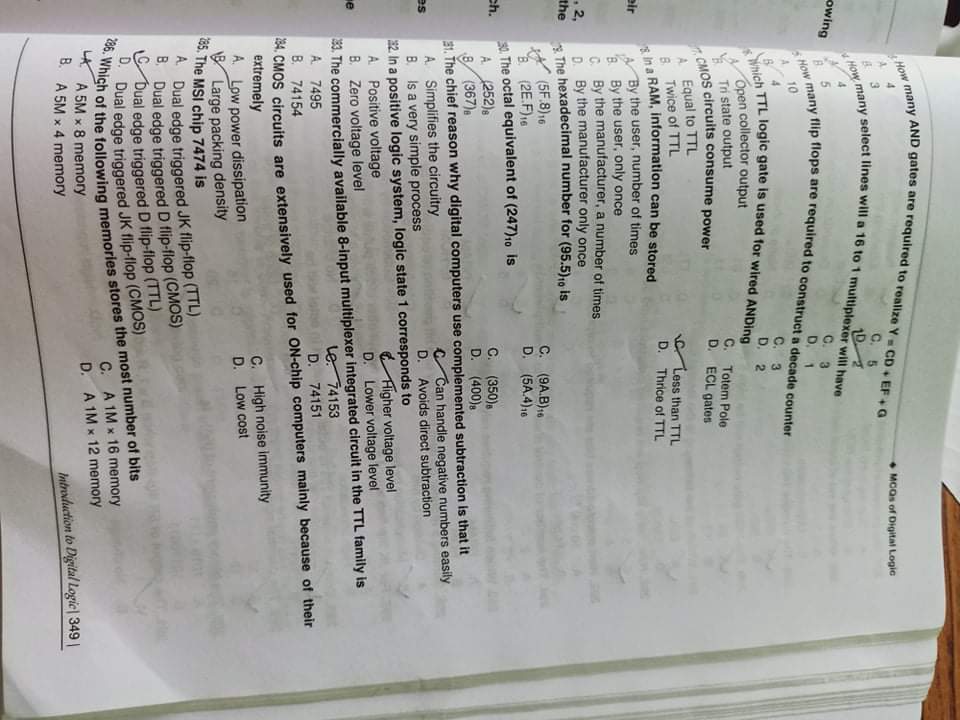 ◆ MCQs of Digital Logic
How many AND gates are required to realize Y = CD + EF + G
A. 4
B. 3
C. 5
D. 2
How many select lines will a 16 to 1 multiplexer will have
A. 4
B. 5
C. 3
D. 1
How many flip flops are required to construct a decade counter
A. 10
B. 4
C. 3
D. 2
Which TTL logic gate is used for wired ANDing
A. Open collector output
B. Tri state output
C. Totem Pole
D. ECL gates
CMOS circuits consume power
A. Equal to TTL
B. Twice of TTL
C. Less than TTL
D. Thrice of TTL
78. In a RAM, information can be stored
A. By the user, number of times
B. By the user, only once
C. By the manufacturer, a number of times
D. By the manufacturer only once
79. The hexadecimal number for (95.5)₁₀ is
A. (5F.8)₁₆
B. (2E.F)₁₆
C. (9A.B)₁₆
D. (5A.4)₁₆
280. The octal equivalent of (247)₁₀ is
A. (252)₈
B. (367)₈
C. (350)₈
D. (400)₈
281. The chief reason why digital computers use complemented subtraction is that it
A. Simplifies the circuitry
B. Is a very simple process
C. Can handle negative numbers easily
D. Avoids direct subtraction
282. In a positive logic system, logic state 1 corresponds to
A. Positive voltage
B. Zero voltage level
C. Higher voltage level
D. Lower voltage level
283. The commercially available 8-input multiplexer integrated circuit in the TTL family is
A. 7495
B. 74154
C. 74153
D. 74151
284. CMOS circuits are extensively used for ON-chip computers mainly because of their
extremely
A. Low power dissipation
B. Large packing density
C. High noise immunity
D. Low cost
285. The MSI chip 7474 is
A. Dual edge triggered JK flip-flop (TTL)
B. Dual edge triggered D flip-flop (CMOS)
C. Dual edge triggered D flip-flop (TTL)
D. Dual edge triggered JK flip-flop (CMOS)
286. Which of the following memories stores the most number of bits
A. A 5M × 8 memory
B. A 5M × 4 memory
C. A 1M × 16 memory
D. A 1M × 12 memory
Introduction to Digital Logic | 349 |
owing
eir
, 2,
the
ch.
es
e